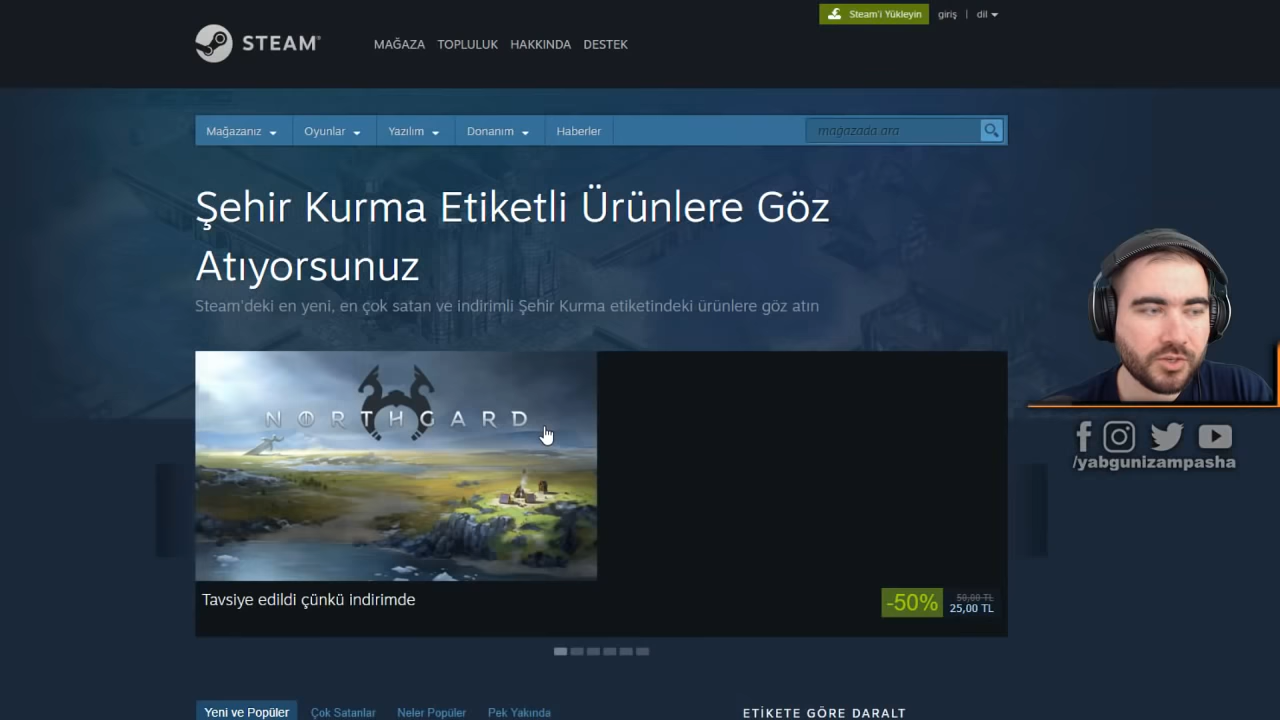 Steam'i Yükleyin giriş | dil
STEAM®
MAĞAZA TOPLULUK HAKKINDA DESTEK
Mağazanız Oyunlar Yazılım Donanım Haberler mağazada ara
Şehir Kurma Etiketli Ürünlere Göz
Atıyorsunuz
Steam'deki en yeni, en çok satan ve indirimli Şehir Kurma etiketindeki ürünlere göz atın
NORTHGARD
/yabgunizampasha
Tavsiye edildi çünkü indirimde
-50% 50,00 TL
25,00 TL
Yeni ve Popüler Çok Satanlar Neler Popüler Pek Yakında
ETİKETE GÖRE DARALT